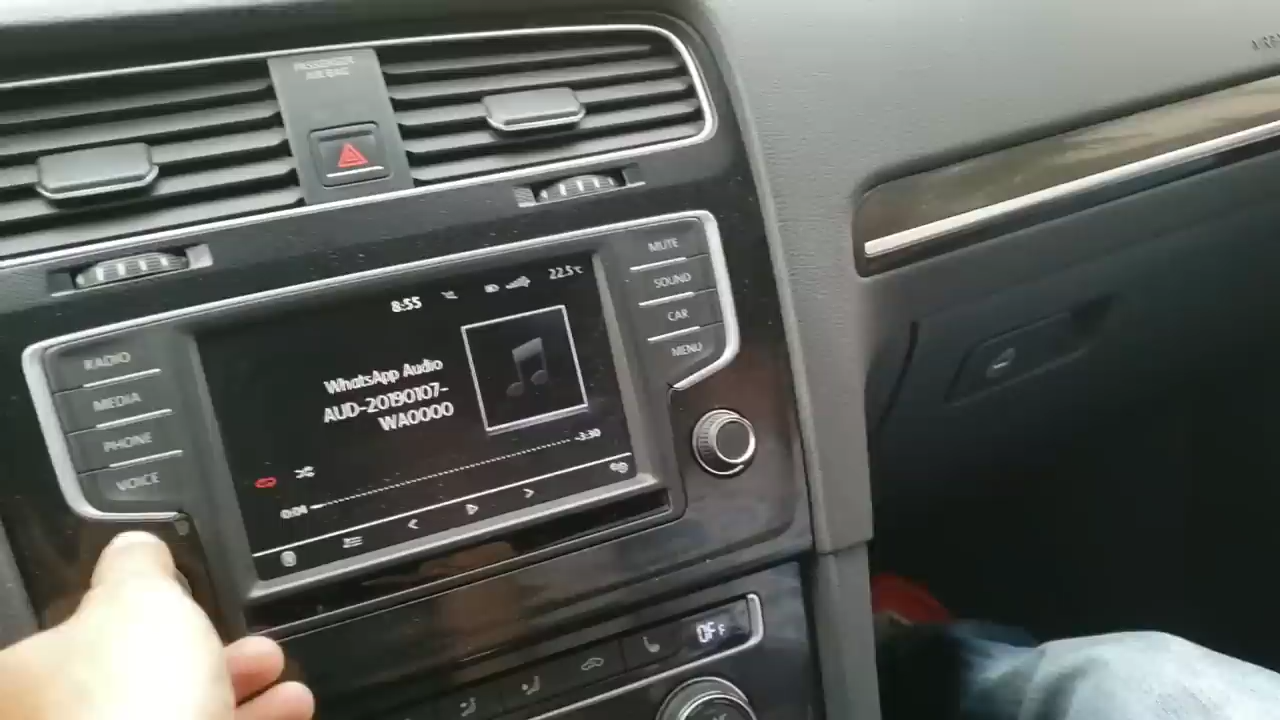 PASSENGER
AIR BAG
MUTE
SOUND
CAR
MENU
RADIO
MEDIA
PHONE
VOICE
8:55
22.5°C
WhatsApp Audio
AUD-20190107-
WA0000
0:04
-3:30
OFF